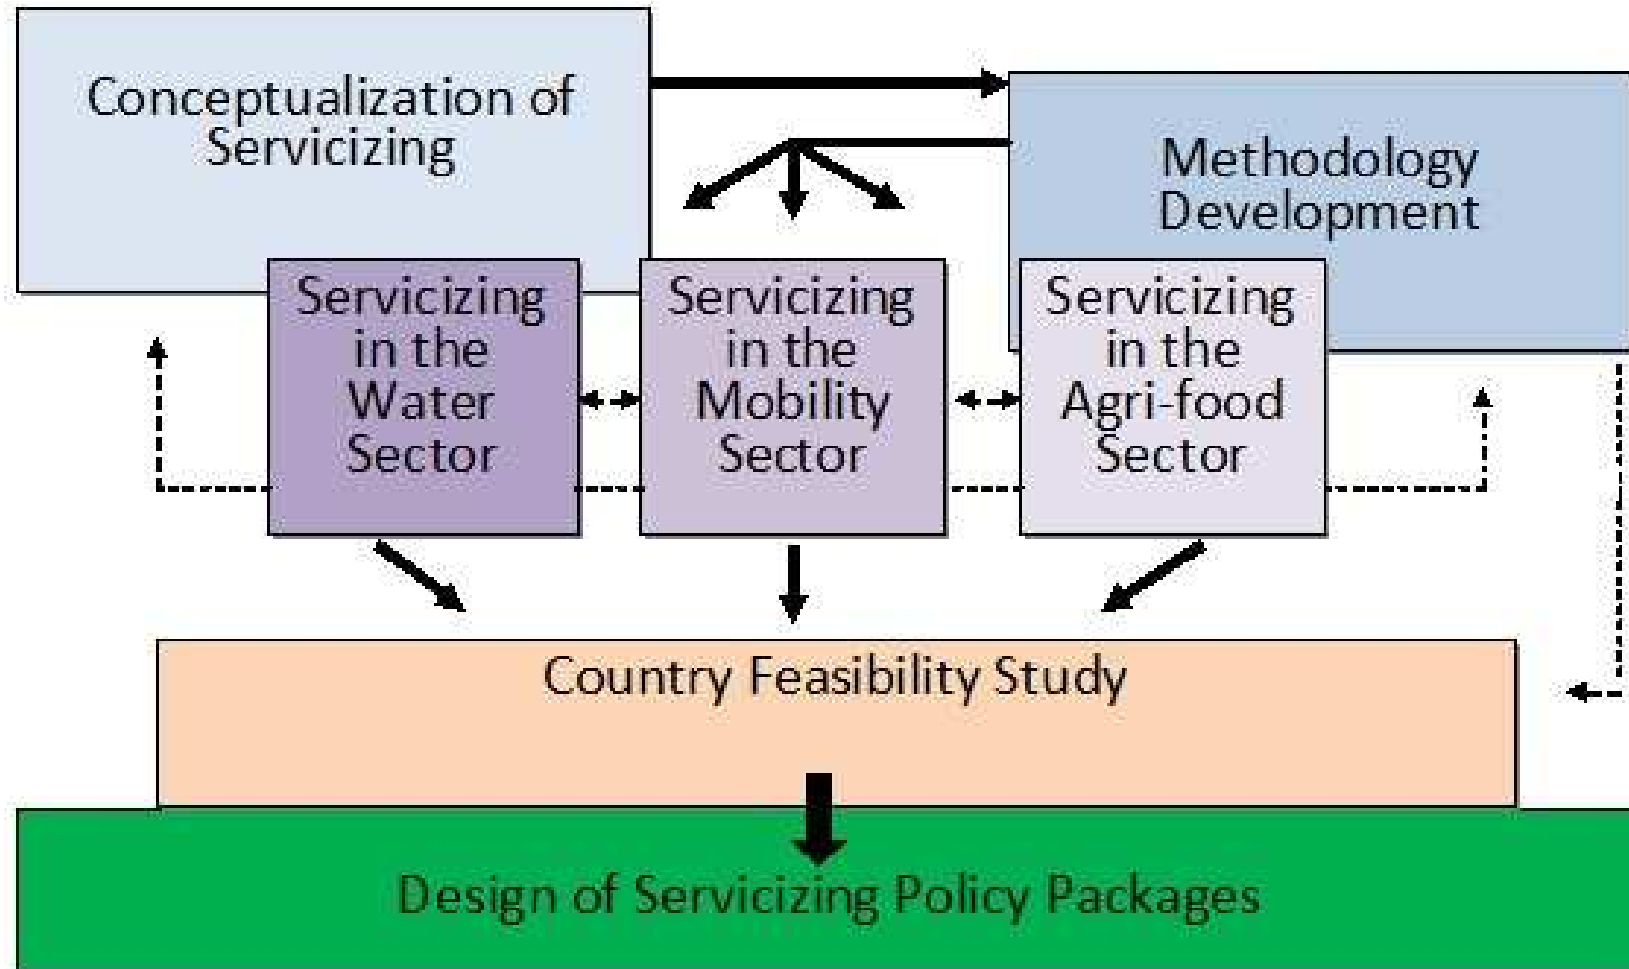 Conceptualization of
Servicizing
Methodology
Development
Servicizing
in the
Water
Sector
Servicizing
in the
Mobility
Sector
Servicizing
in the
Agri-food
Sector
Country Feasibility Study
Design of Servicizing Policy Packages